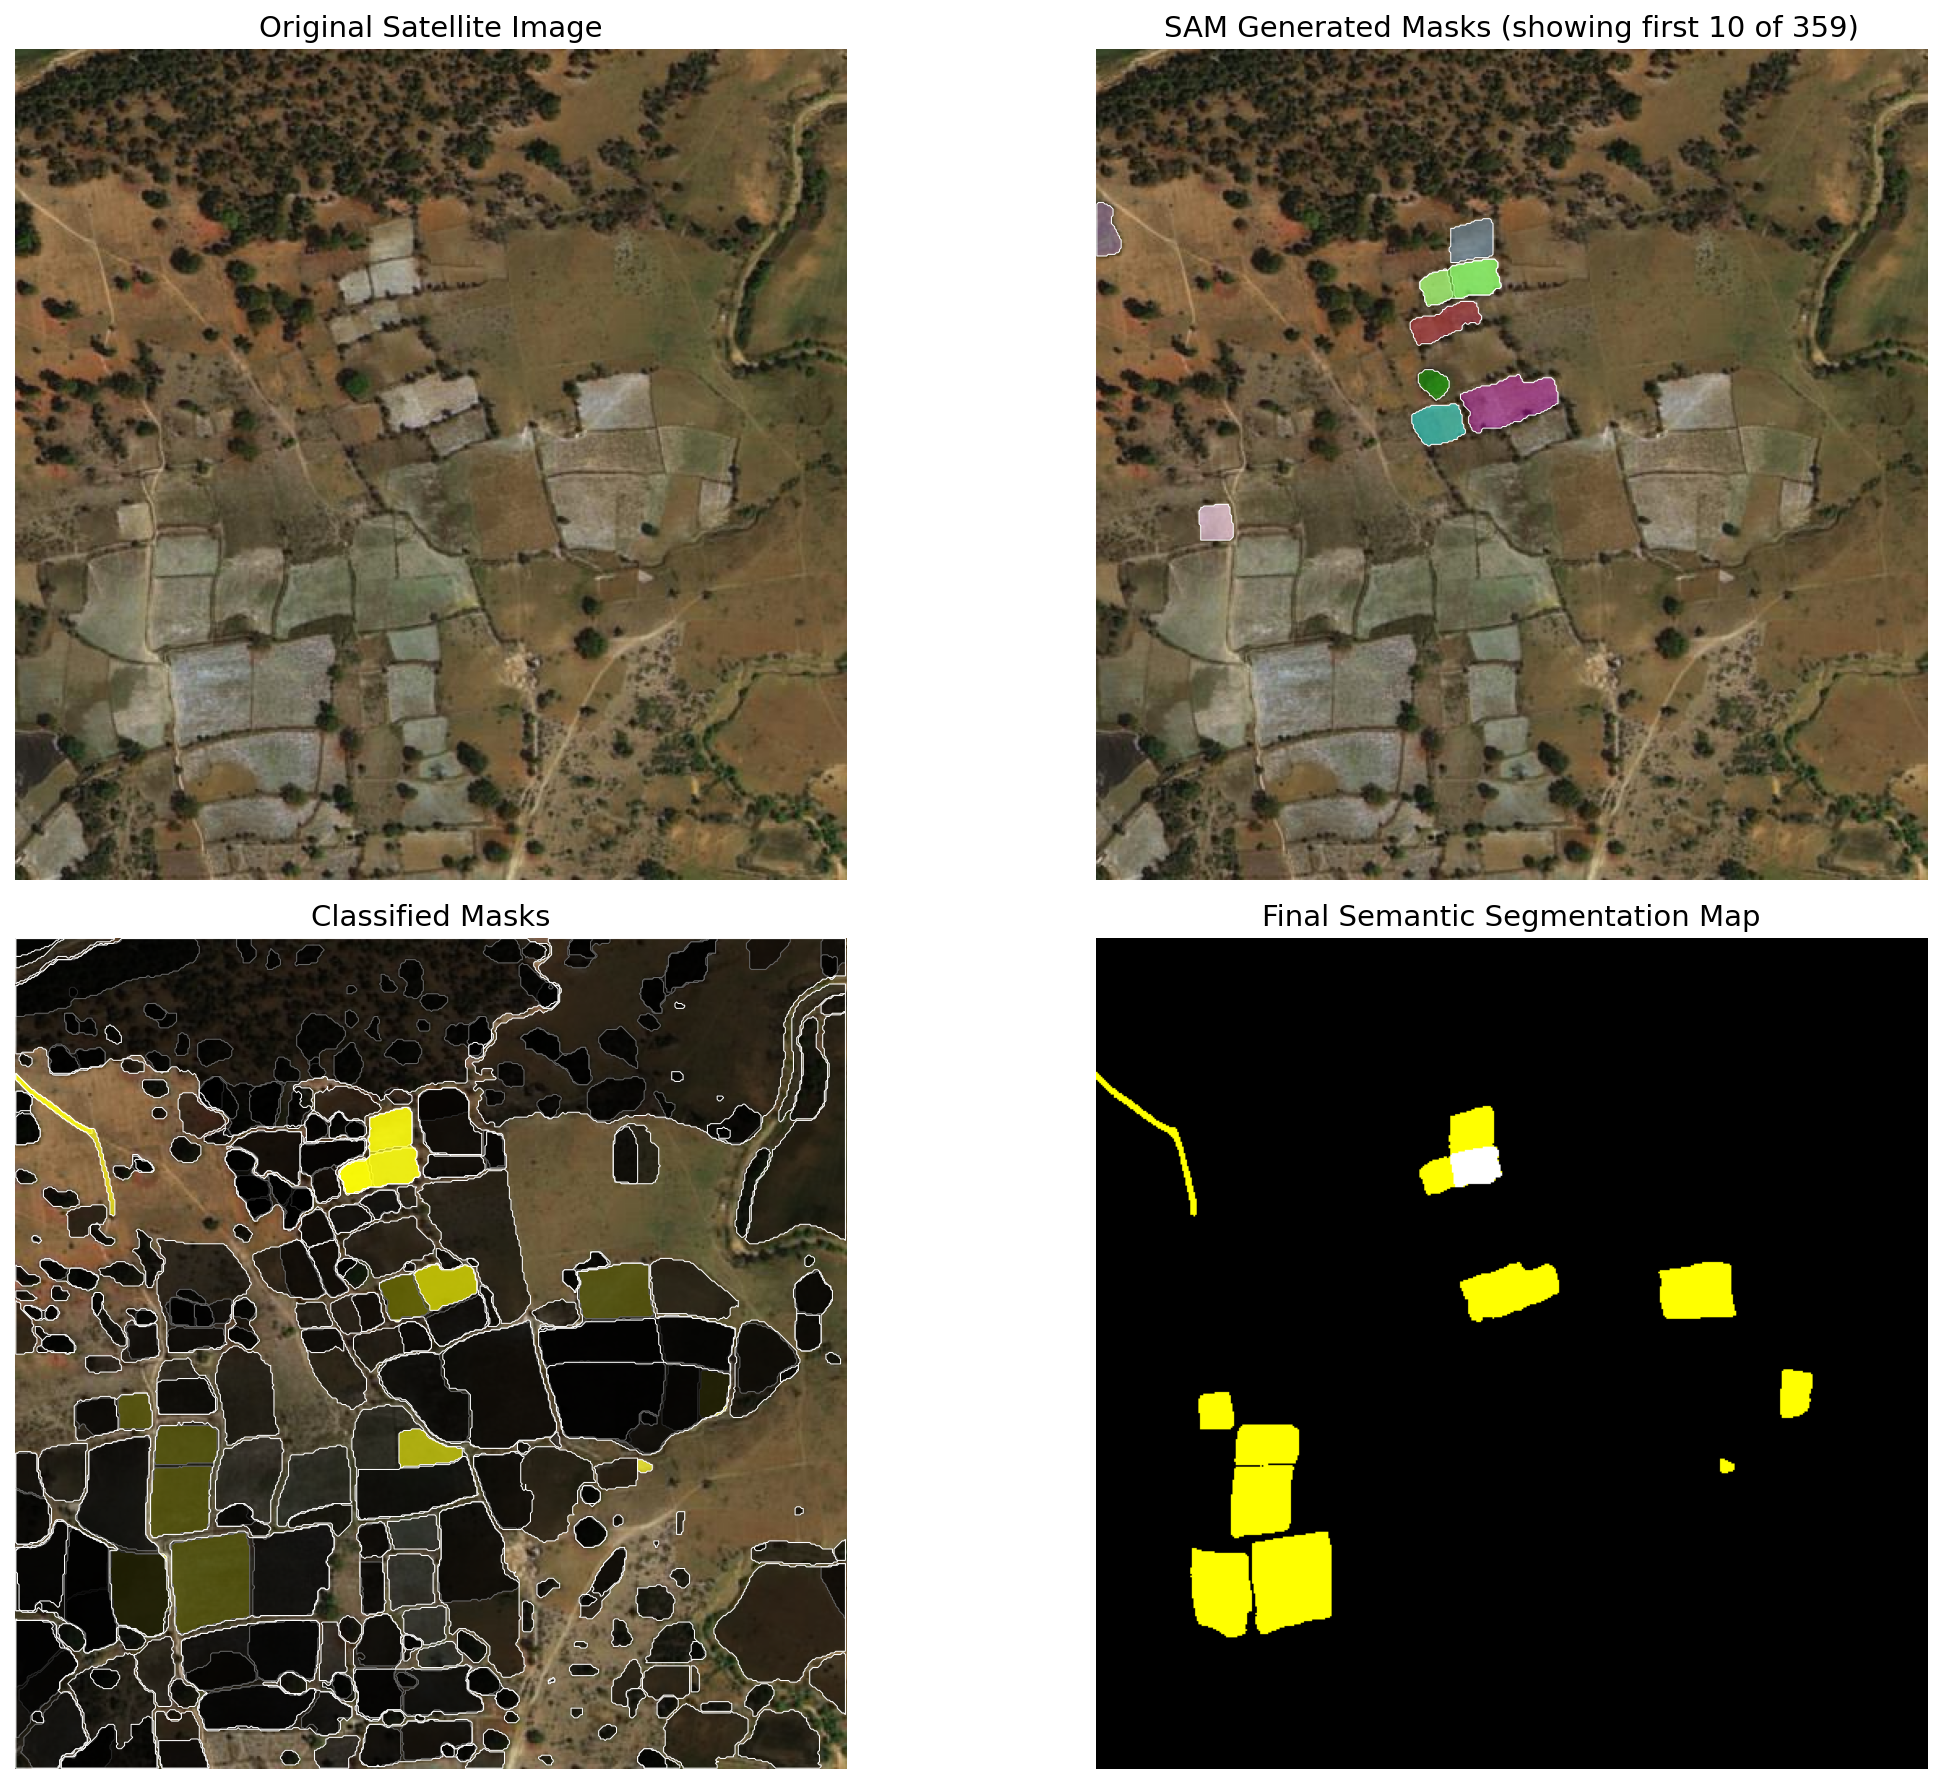 Original Satellite Image
SAM Generated Masks (showing first 10 of 359)
Classified Masks
Final Semantic Segmentation Map